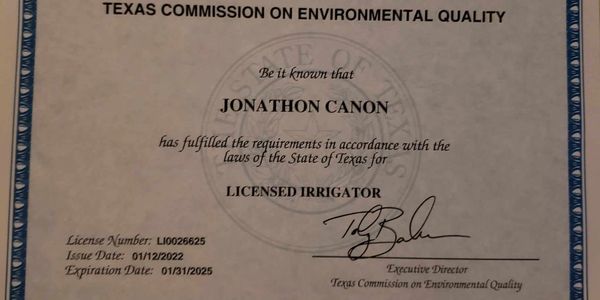 TEXAS COMMISSION ON ENVIRONMENTAL QUALITY
Be it known that
JONATHON CANON
has fulfilled the requirements in accordance with the
laws of the State of Texas for
LICENSED IRRIGATOR
License Number: LI0026625
Issue Date: 01/12/2022
Expiration Date: 01/31/2025
Executive Director
Texas Commission on Environmental Quality